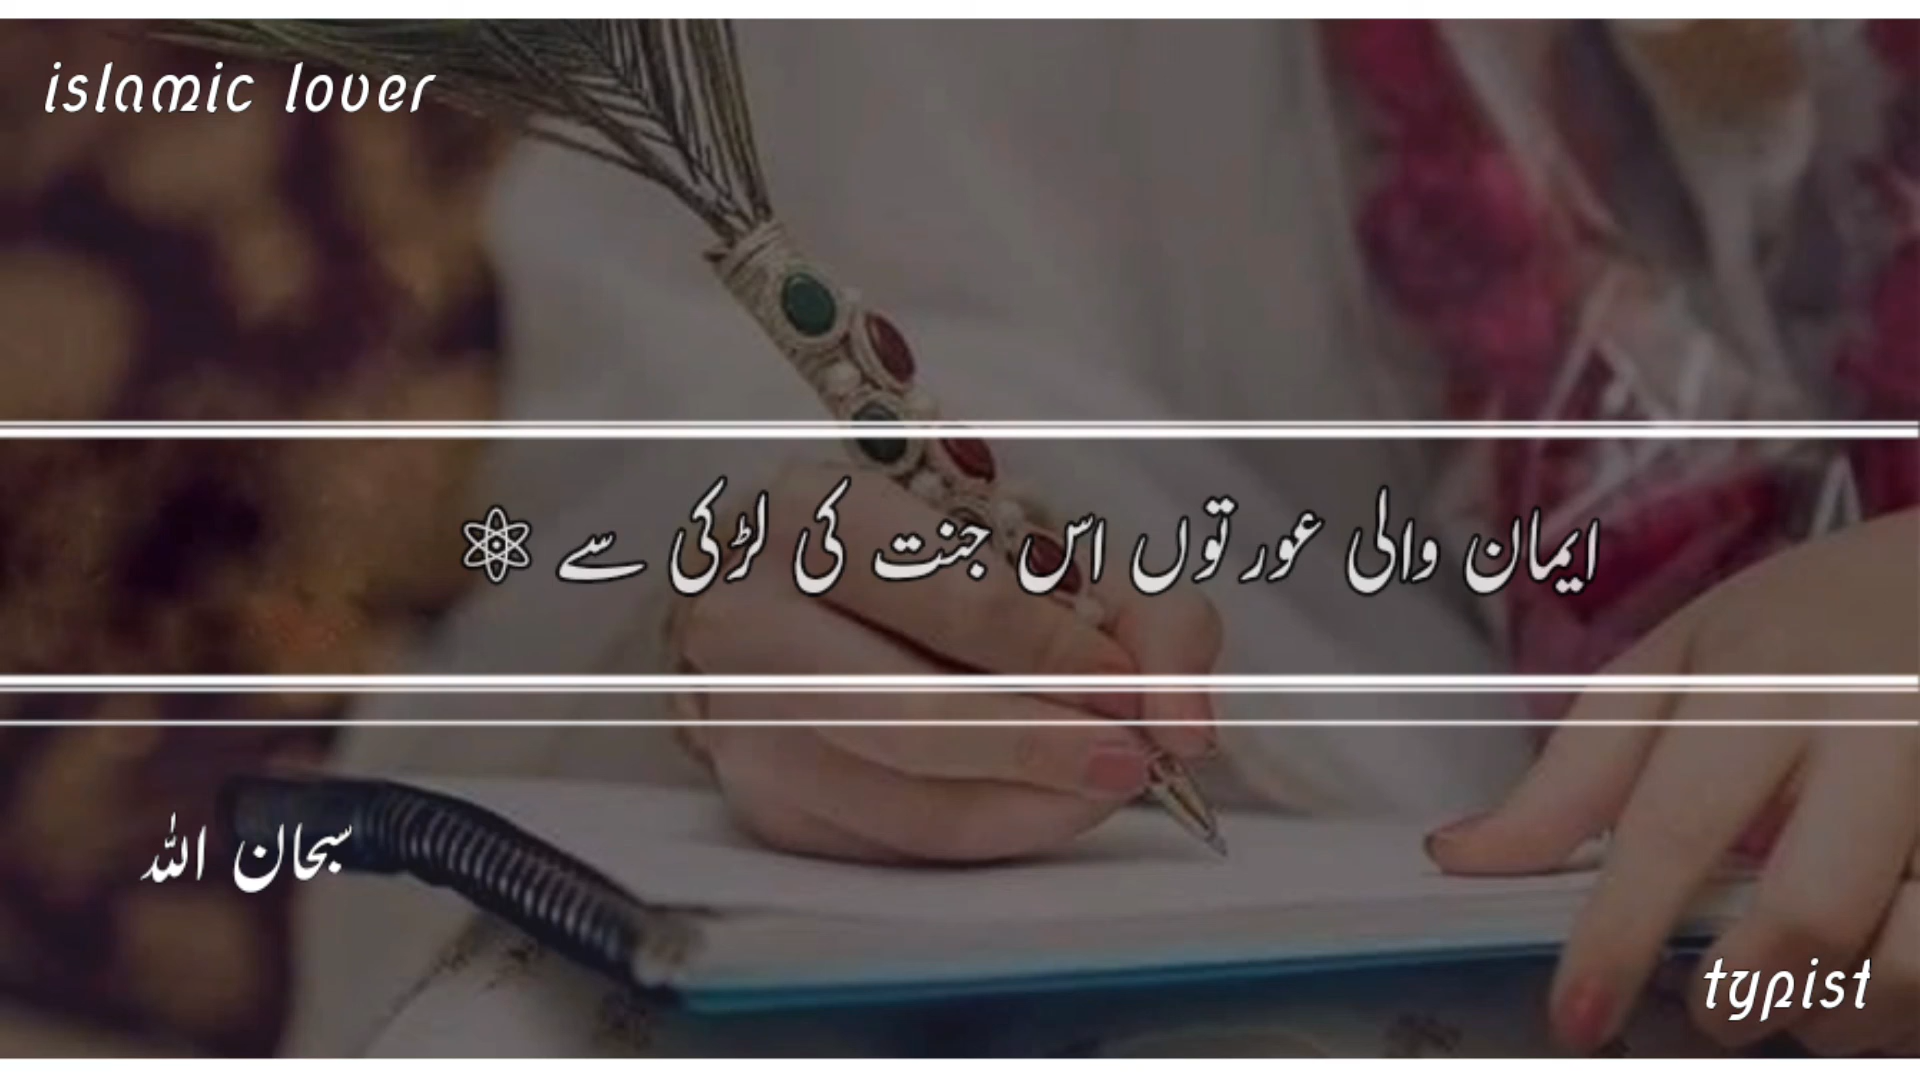 islamic lover
ایمان والی عورتوں اس جنت کی لڑکی سے ⚛
سبحان اللہ
typist